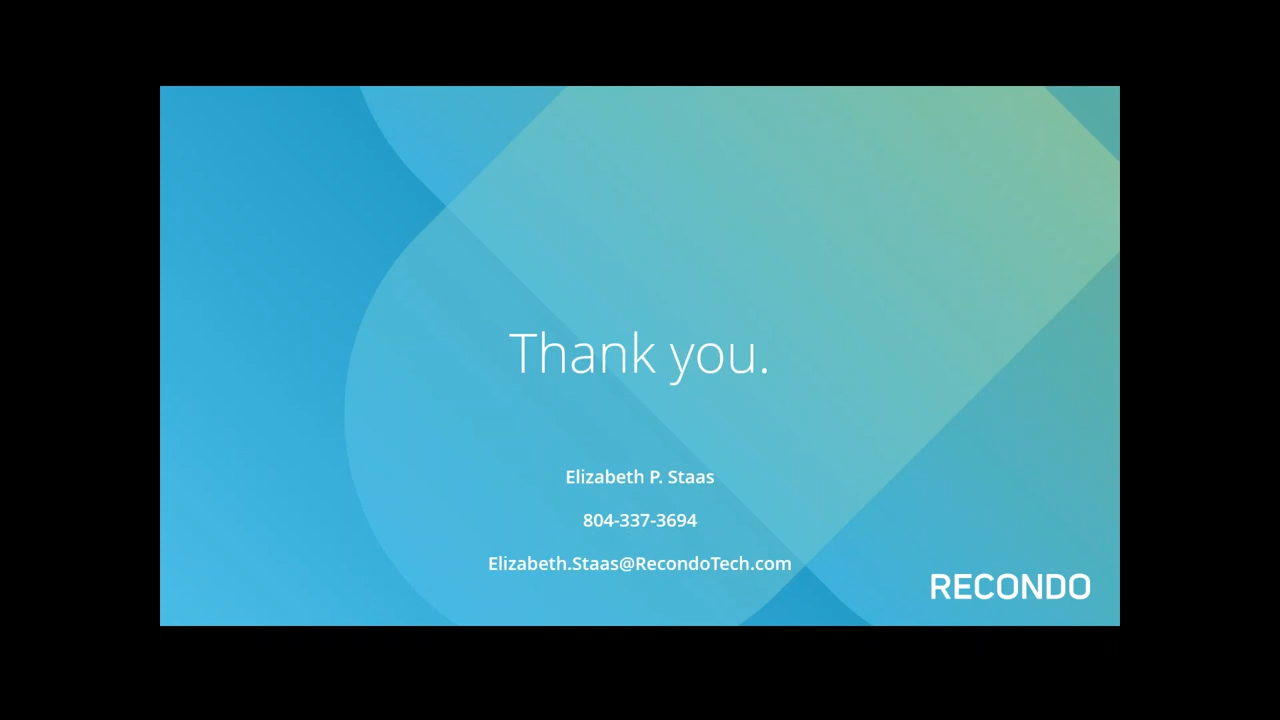 Thank you.
Elizabeth P. Staas
804-337-3694
Elizabeth.Staas@RecondoTech.com
RECONDO